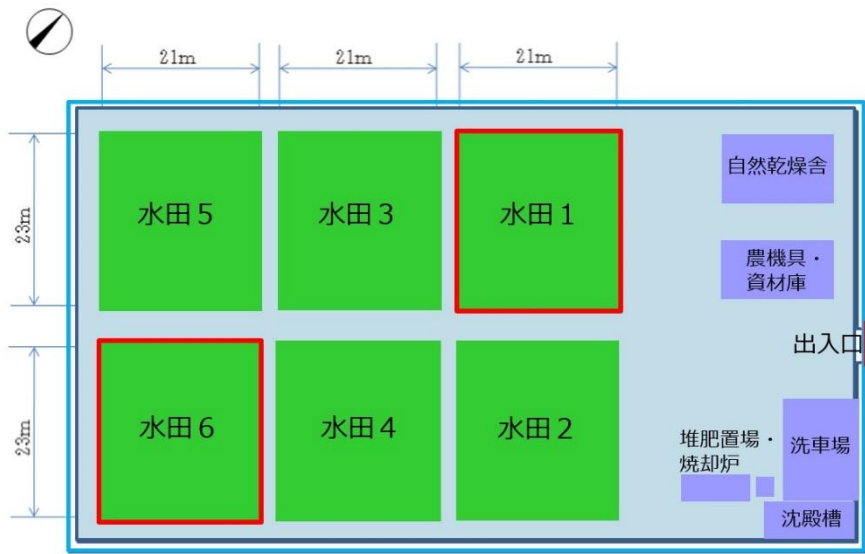 21m
21m
21m
23m
水田５
水田３
水田１
自然乾燥舎
農機具・
資材庫
出入口
23m
水田６
水田４
水田２
堆肥置場・
焼却炉
洗車場
沈殿槽